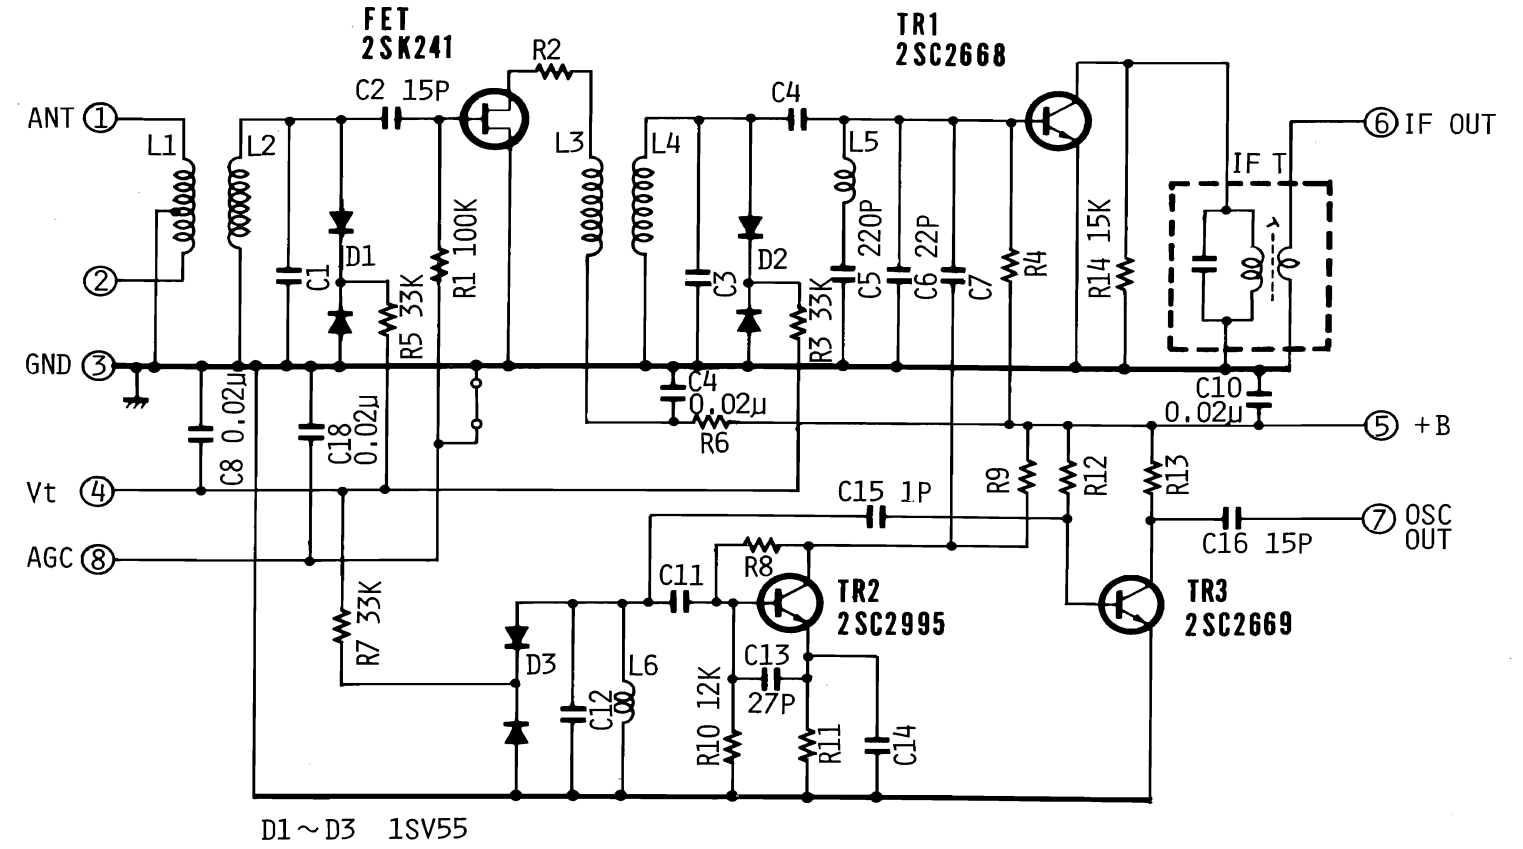 FET
2SK241
TR1
2SC2668
R2
C2 15P
C4
ANT 1
L1
L2
L3
L4
L5
6 IF OUT
IF T
2
C1
D1
R5 33K
R1 100K
C3
D2
R3 33K
C5 220P
C6 22P
C7
R4
R14 15K
GND 3
C8 0.02μ
C18
0.02μ
C4
0.02μ
R6
C10
0.02μ
5 +B
Vt 4
C15 1P
R9
R12
R13
7 OSC
OUT
C16 15P
AGC 8
R7 33K
C11
R8
TR2
2SC2995
TR3
2SC2669
D3
C12
L6
R10 12K
C13
27P
R11
C14
D1~D3 1SV55